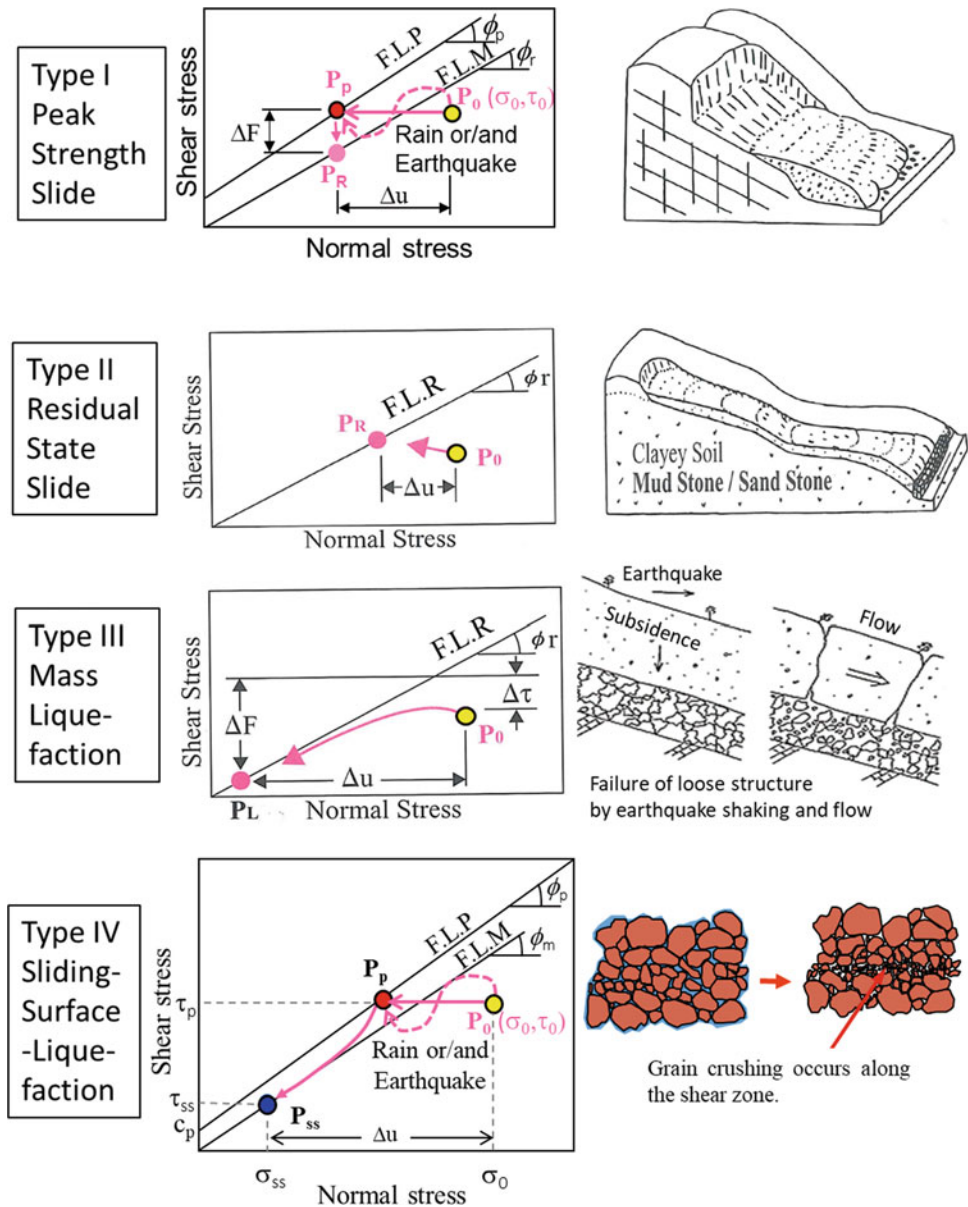 Type I
Peak
Strength
Slide
Shear stress
ΔF
F.L.P
ϕp
F.L.M
ϕr
Pp
P0 (σ0,τ0)
Rain or/and
Earthquake
PR
Δu
Normal stress
Type II
Residual
State
Slide
Shear Stress
F.L.R
ϕr
PR
P0
Δu
Normal Stress
Clayey Soil
Mud Stone / Sand Stone
Type III
Mass
Lique-
faction
Shear Stress
F.L.R
ϕr
Δτ
ΔF
P0
Δu
PL
Normal Stress
Earthquake
Subsidence
Flow
Failure of loose structure
by earthquake shaking and flow
Type IV
Sliding-
Surface
-Lique-
faction
Shear stress
F.L.P
ϕp
F.L.M
ϕm
Pp
τp
P0 (σ0,τ0)
Rain or/and
Earthquake
τss
cp
Pss
Δu
σss
σ0
Normal stress
Grain crushing occurs along
the shear zone.